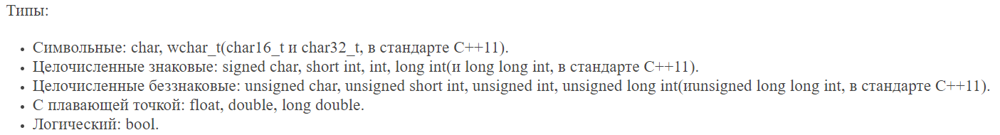 Типы:
• Символьные: char, wchar_t(char16_t и char32_t, в стандарте C++11).
• Целочисленные знаковые: signed char, short int, int, long int(и long long int, в стандарте C++11).
• Целочисленные беззнаковые: unsigned char, unsigned short int, unsigned int, unsigned long int(иunsigned long long int, в стандарте C++11).
• С плавающей точкой: float, double, long double.
• Логический: bool.